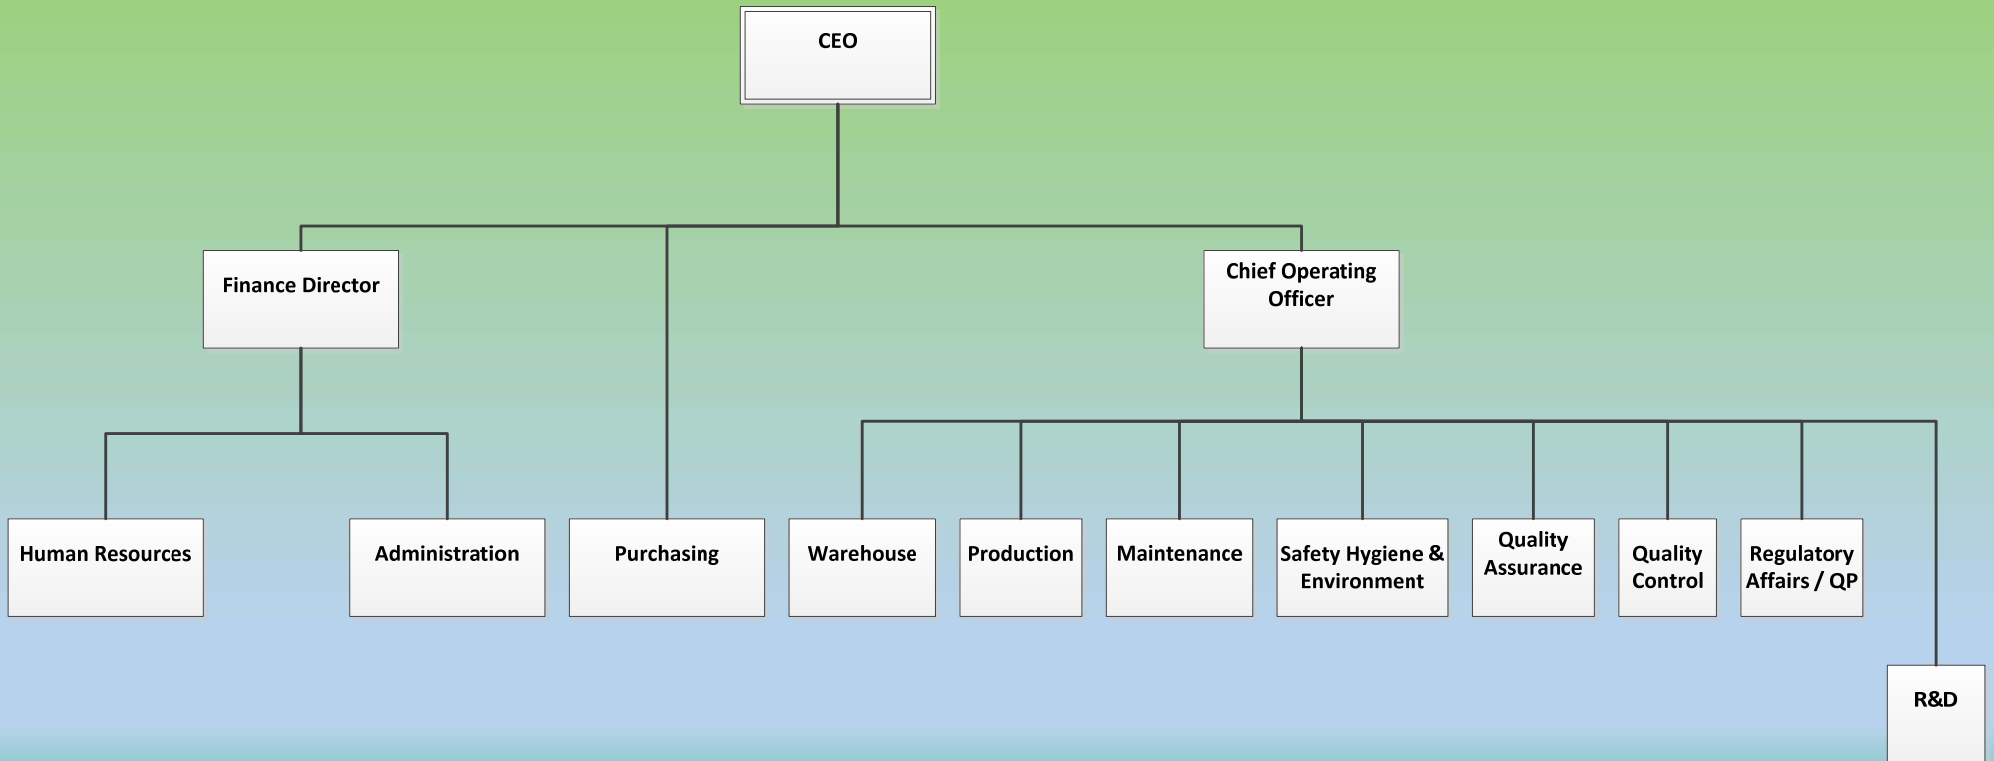 CEO
Finance Director
Chief Operating
Officer
Human Resources
Administration
Purchasing
Warehouse
Production
Maintenance
Safety Hygiene &
Environment
Quality
Assurance
Quality
Control
Regulatory
Affairs / QP
R&D